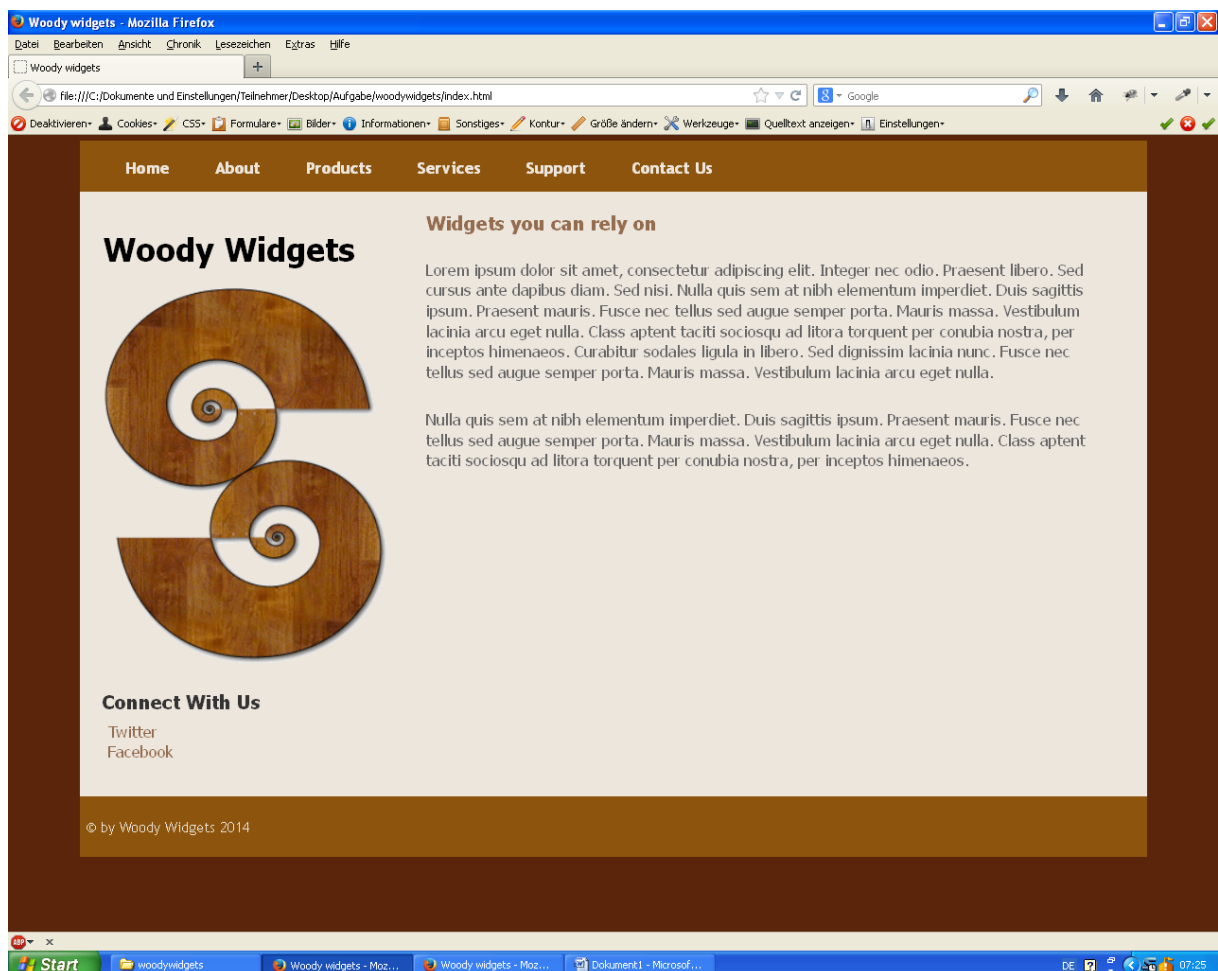 Woody widgets - Mozilla Firefox
Datei Bearbeiten Ansicht Chronik Lesezeichen Extras Hilfe
Woody widgets
file:///C:/Dokumente und Einstellungen/Teilnehmer/Desktop/Aufgabe/woodywidgets/index.html
8 Google
Deaktivieren Cookies CSS Formulare Bilder Informationen Sonstiges Kontur Größe ändern Werkzeuge Quelltext anzeigen Einstellungen
Home About Products Services Support Contact Us
Woody Widgets
Connect With Us
Twitter
Facebook
Widgets you can rely on
Lorem ipsum dolor sit amet, consectetur adipiscing elit. Integer nec odio. Praesent libero. Sed
cursus ante dapibus diam. Sed nisi. Nulla quis sem at nibh elementum imperdiet. Duis sagittis
ipsum. Praesent mauris. Fusce nec tellus sed augue semper porta. Mauris massa. Vestibulum
lacinia arcu eget nulla. Class aptent taciti sociosqu ad litora torquent per conubia nostra, per
inceptos himenaeos. Curabitur sodales ligula in libero. Sed dignissim lacinia nunc. Fusce nec
tellus sed augue semper porta. Mauris massa. Vestibulum lacinia arcu eget nulla.
Nulla quis sem at nibh elementum imperdiet. Duis sagittis ipsum. Praesent mauris. Fusce nec
tellus sed augue semper porta. Mauris massa. Vestibulum lacinia arcu eget nulla. Class aptent
taciti sociosqu ad litora torquent per conubia nostra, per inceptos himenaeos.
© by Woody Widgets 2014
ABP
Start woodywidgets Woody widgets - Moz... Woody widgets - Moz... Dokument1 - Microsof... DE 07:25